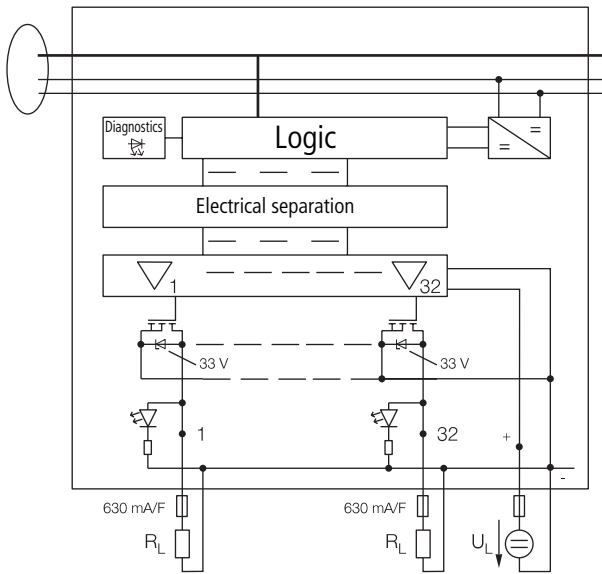 Diagnostics
Logic
=
=
Electrical separation
1
32
33 V
33 V
1
32
+
-
630 mA/F
630 mA/F
RL
RL
UL